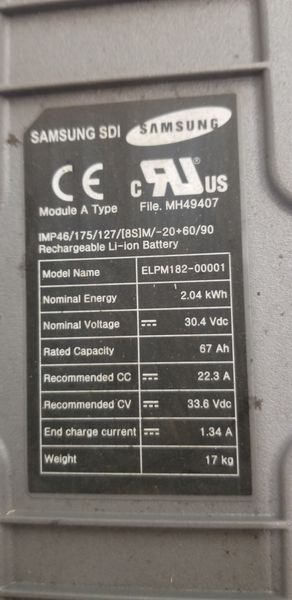 SAMSUNG SDI SAMSUNG
CE c RU US
Module A Type File. MH49407
IMP46/175/127/[8S]M/-20+60/90
Rechargeable Li-ion Battery
Model Name ELPM182-00001
Nominal Energy 2.04 kWh
Nominal Voltage 30.4 Vdc
Rated Capacity 67 Ah
Recommended CC 22.3 A
Recommended CV 33.6 Vdc
End charge current 1.34 A
Weight 17 kg